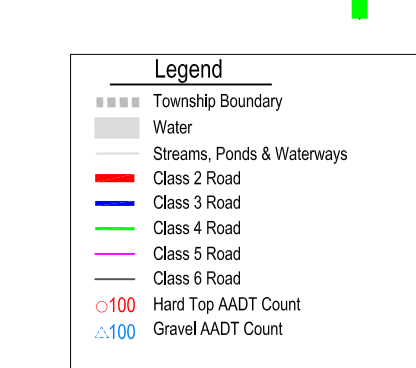 Legend
Township Boundary
Water
Streams, Ponds & Waterways
Class 2 Road
Class 3 Road
Class 4 Road
Class 5 Road
Class 6 Road
100 Hard Top AADT Count
100 Gravel AADT Count